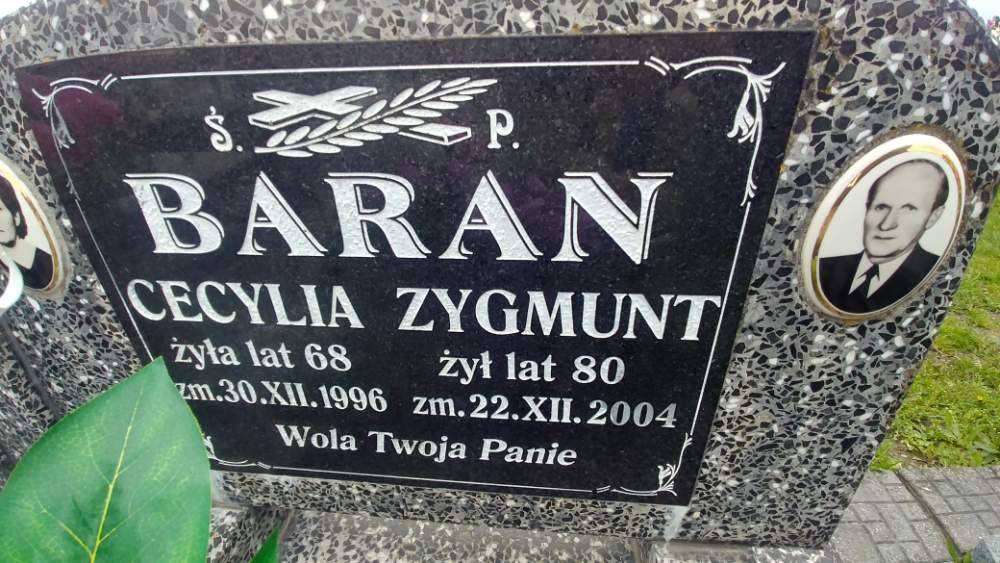 Ś. P.
BARAN
CECYLIA ZYGMUNT
żyła lat 68 żył lat 80
zm. 30.XII.1996 zm. 22.XII.2004
Wola Twoja Panie